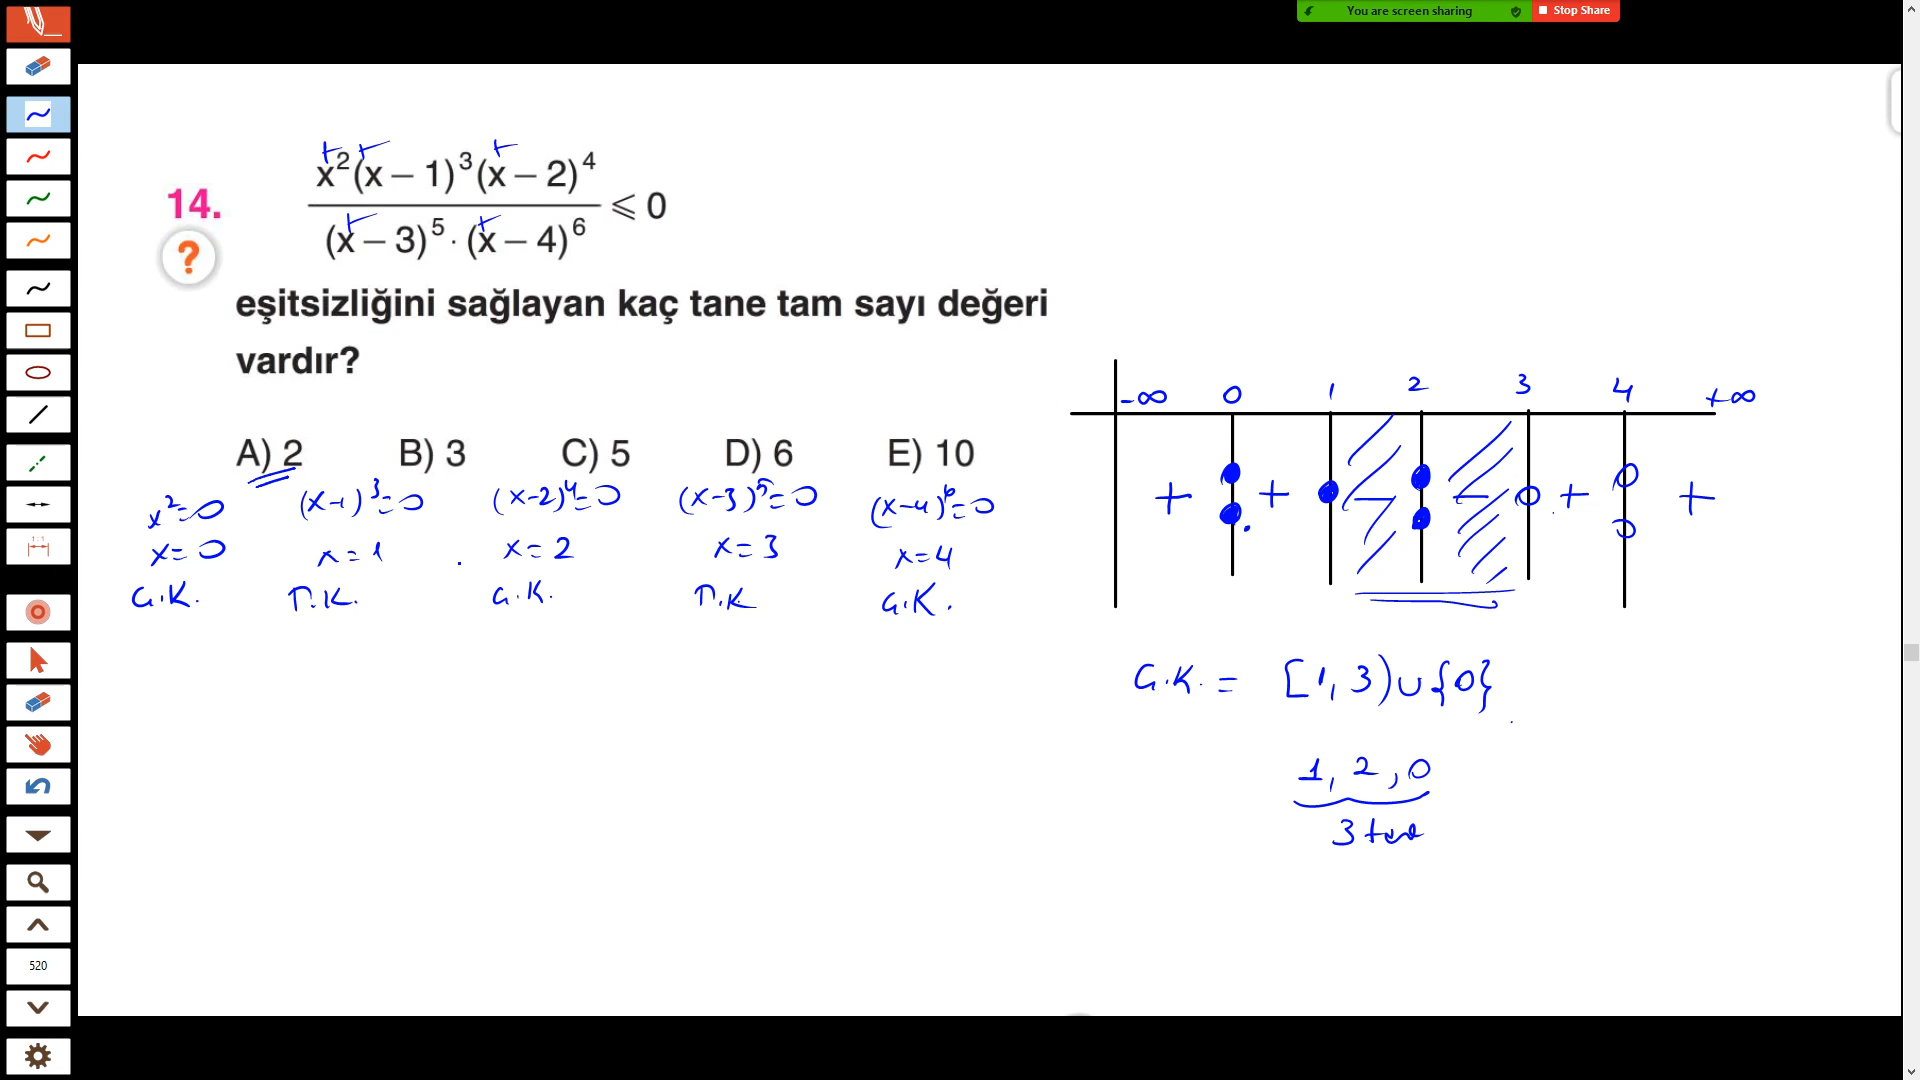 You are screen sharing
Stop Share
14.
x²(x – 1)³(x – 2)⁴
(x – 3)⁵ · (x – 4)⁶
⩽ 0
?
eşitsizliğini sağlayan kaç tane tam sayı değeri
vardır?
A) 2 B) 3 C) 5 D) 6 E) 10
x²=0 (x-1)³=0 (x-2)⁴=0 (x-3)⁵=0 (x-4)⁶=0
x=0 x=1 x=2 x=3 x=4
G.K. T.K. G.K. T.K G.K.
-∞ 0 1 2 3 4 +∞
+ + - - + +
G.K. = [1, 3) ∪ {0}
1, 2, 0
3 tane
1:1
520